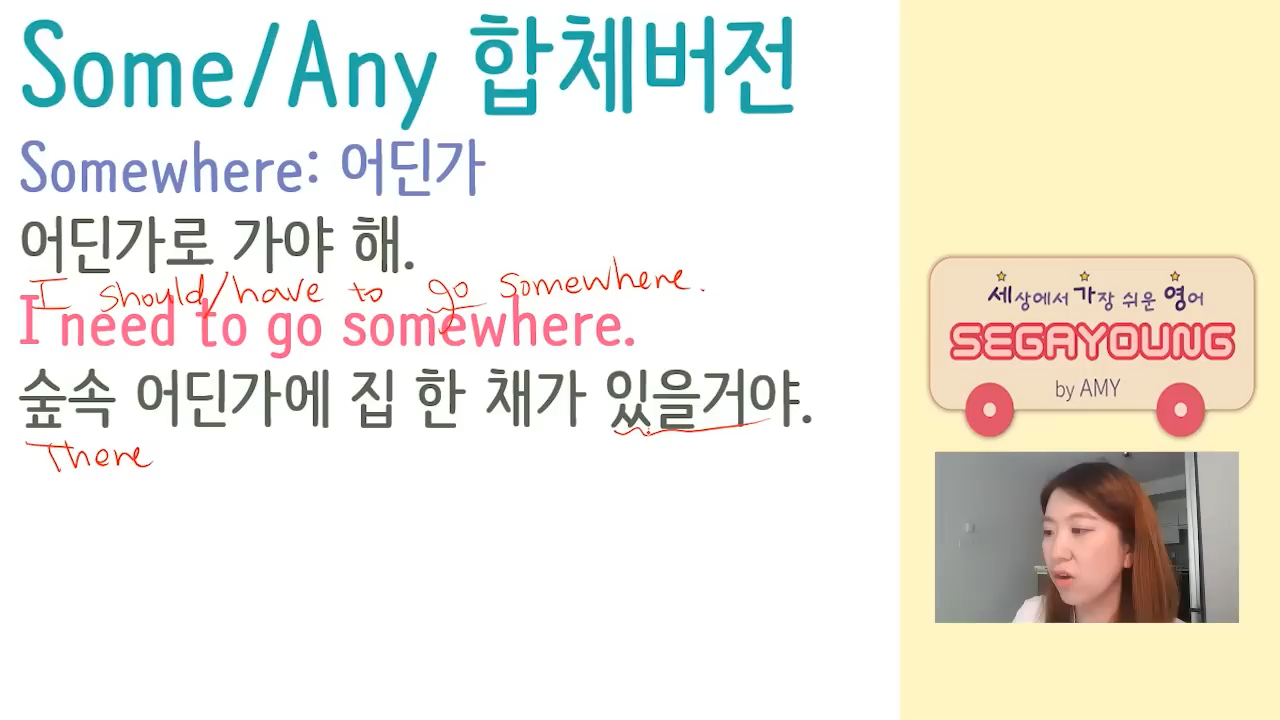 Some/Any 합체버전
Somewhere: 어딘가
어딘가로 가야 해.
I should/have to go somewhere.
I need to go somewhere.
숲속 어딘가에 집 한 채가 있을거야.
There
세상에서 가장 쉬운 영어
SEGAYOUNG
by AMY